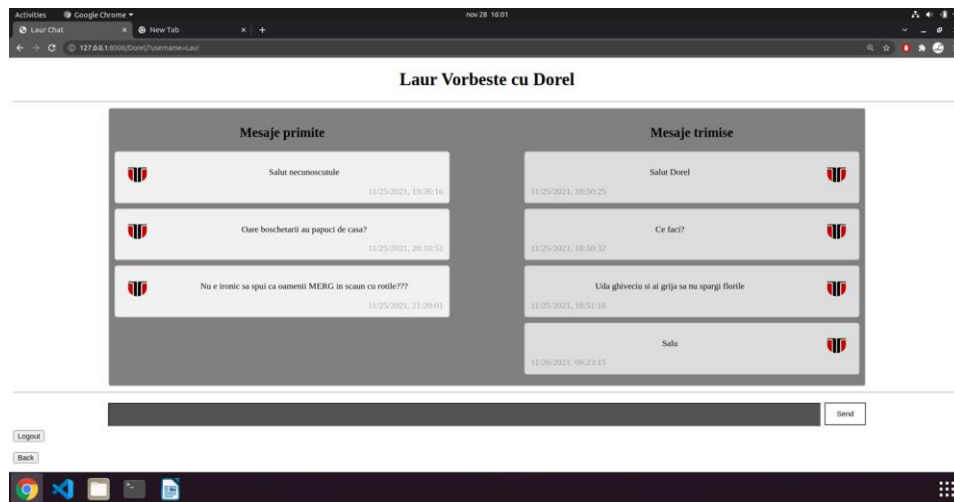 Activities Google Chrome nov 28 16:01
Laur Chat New Tab
127.0.0.1:8000/Dorel/?username=Laur
Laur Vorbeste cu Dorel
Mesaje primite
Salut necunoscutule
11/25/2021, 19:36:16
Oare boschetarii au papuci de casa?
11/25/2021, 20:10:51
Nu e ironic sa spui ca oamenii MERG in scaun cu rotile???
11/25/2021, 21:20:01
Mesaje trimise
Salut Dorel
11/25/2021, 18:50:25
Ce faci?
11/25/2021, 18:50:32
Uda ghiveciu si ai grija sa nu spargi florile
11/25/2021, 18:51:16
Salu
11/26/2021, 09:23:13
Send
Logout
Back